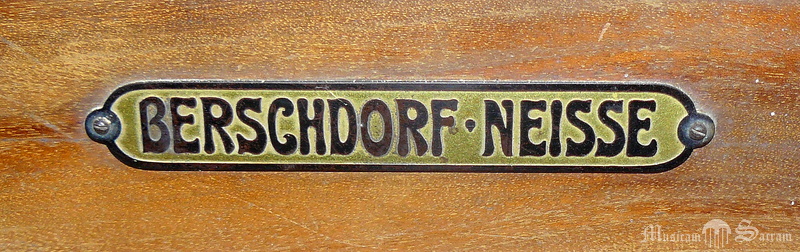 BERSCHDORF · NEISSE
Musicam Sacram